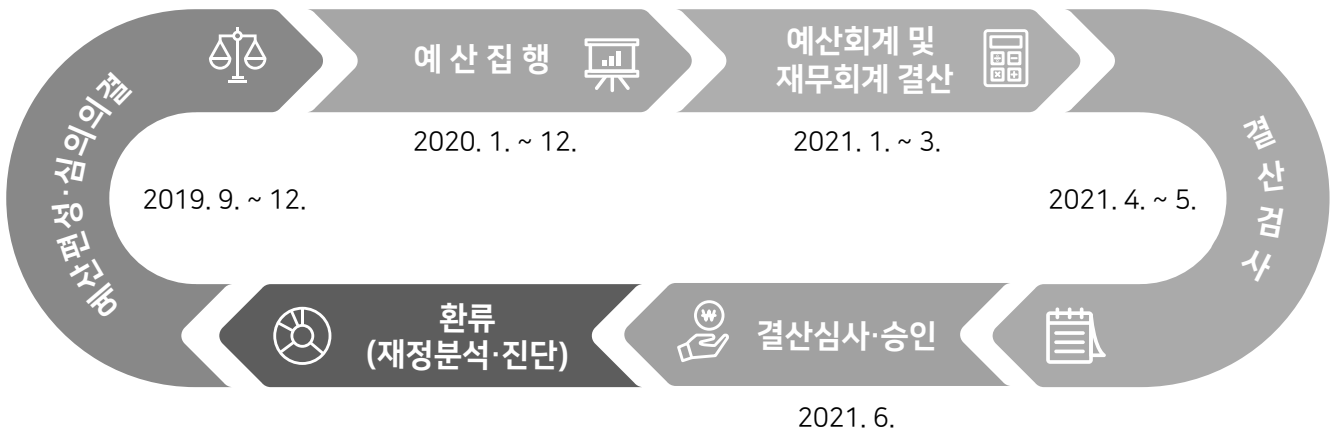 예산편성·심의의결
2019. 9. ~ 12.
예 산 집 행
2020. 1. ~ 12.
예산회계 및
재무회계 결산
2021. 1. ~ 3.
결 산 검 사
2021. 4. ~ 5.
결산심사·승인
2021. 6.
환류
(재정분석·진단)